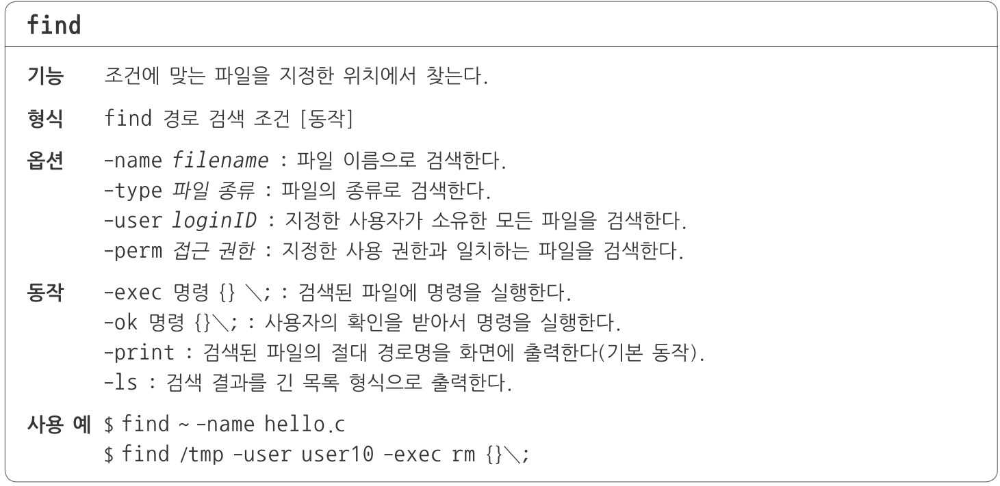 find
기능 조건에 맞는 파일을 지정한 위치에서 찾는다.
형식 find 경로 검색 조건 [동작]
옵션 -name filename : 파일 이름으로 검색한다.
-type 파일 종류 : 파일의 종류로 검색한다.
-user loginID : 지정한 사용자가 소유한 모든 파일을 검색한다.
-perm 접근 권한 : 지정한 사용 권한과 일치하는 파일을 검색한다.
동작 -exec 명령 {} \; : 검색된 파일에 명령을 실행한다.
-ok 명령 {}\; : 사용자의 확인을 받아서 명령을 실행한다.
-print : 검색된 파일의 절대 경로명을 화면에 출력한다(기본 동작).
-ls : 검색 결과를 긴 목록 형식으로 출력한다.
사용 예 $ find ~ -name hello.c
$ find /tmp -user user10 -exec rm {}\;